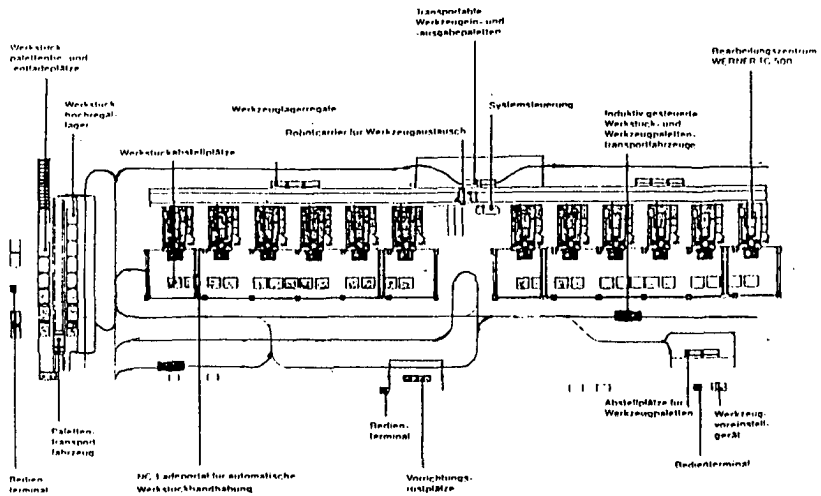 Transportable
Werkzeugein- und
-ausgabepaletten
Werkstück
palettenbe- und
-entladeplätze
Bearbeitungszentrum
WERNER TC 500
Werkstück
hochregal-
lager
Werkzeuglagerregale
Systemsteuerung
Induktiv gesteuerte
Werkstück- und
Werkzeugpaletten-
transportfahrzeuge
Robotcarrier für Werkzeugaustausch
Werkstückabstellplätze
Paletten-
transport
fahrzeug
Bedien-
terminal
Abstellplätze für
Werkzeugpaletten
Werkzeug-
voreinstell-
gerät
Bedienterminal
Bedien
terminal
NC-Ladeportal für automatische
Werkstückhandhabung
Vorrichtungs-
rüstplätze